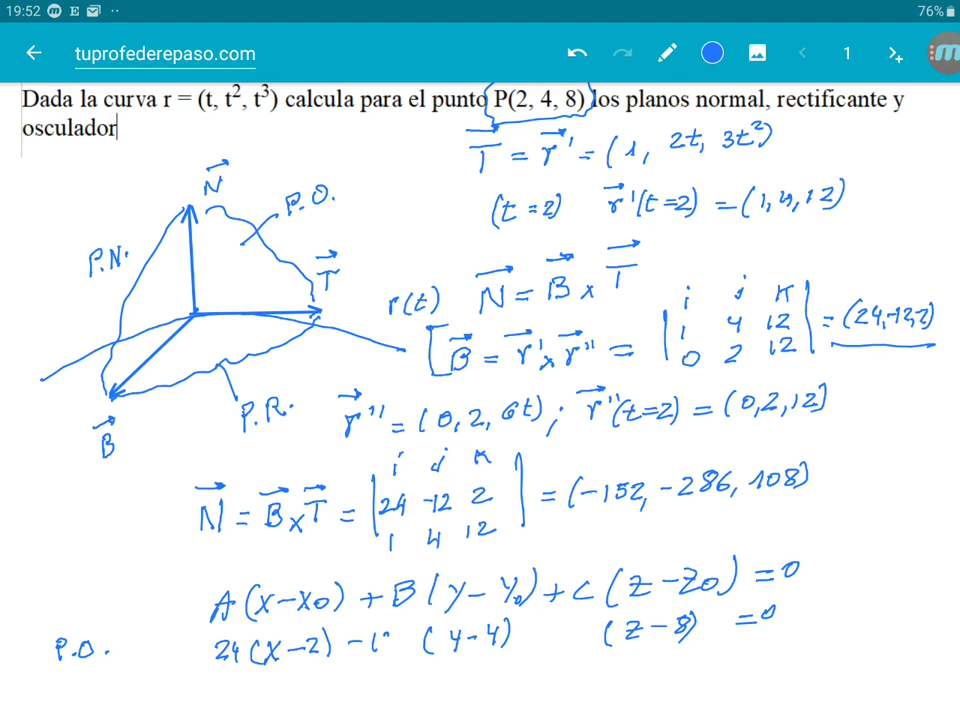 19:52 76%
tuprofederepaso.com 1
Dada la curva r = (t, t², t³) calcula para el punto P(2, 4, 8) los planos normal, rectificante y
osculador
T = r' = (1, 2t, 3t²)
(t=2) r'(t=2) = (1,4,12)
N
P.O.
P.N.
T
r(t)
N = B x T
i j K
[B = r' x r'' = | 1 4 12 | = (24,-12,2)
0 2 12
P.R.
B
r'' = (0, 2, 6t); r''(t=2) = (0,2,12)
i j K
N = B x T = | 24 -12 2 | = (-152, -286, 108)
1 4 12
A(x-x0) + B(y-y0) + C(z-z0) = 0
P.O. 24(x-2) -1 (y-4) (z-8) = 0